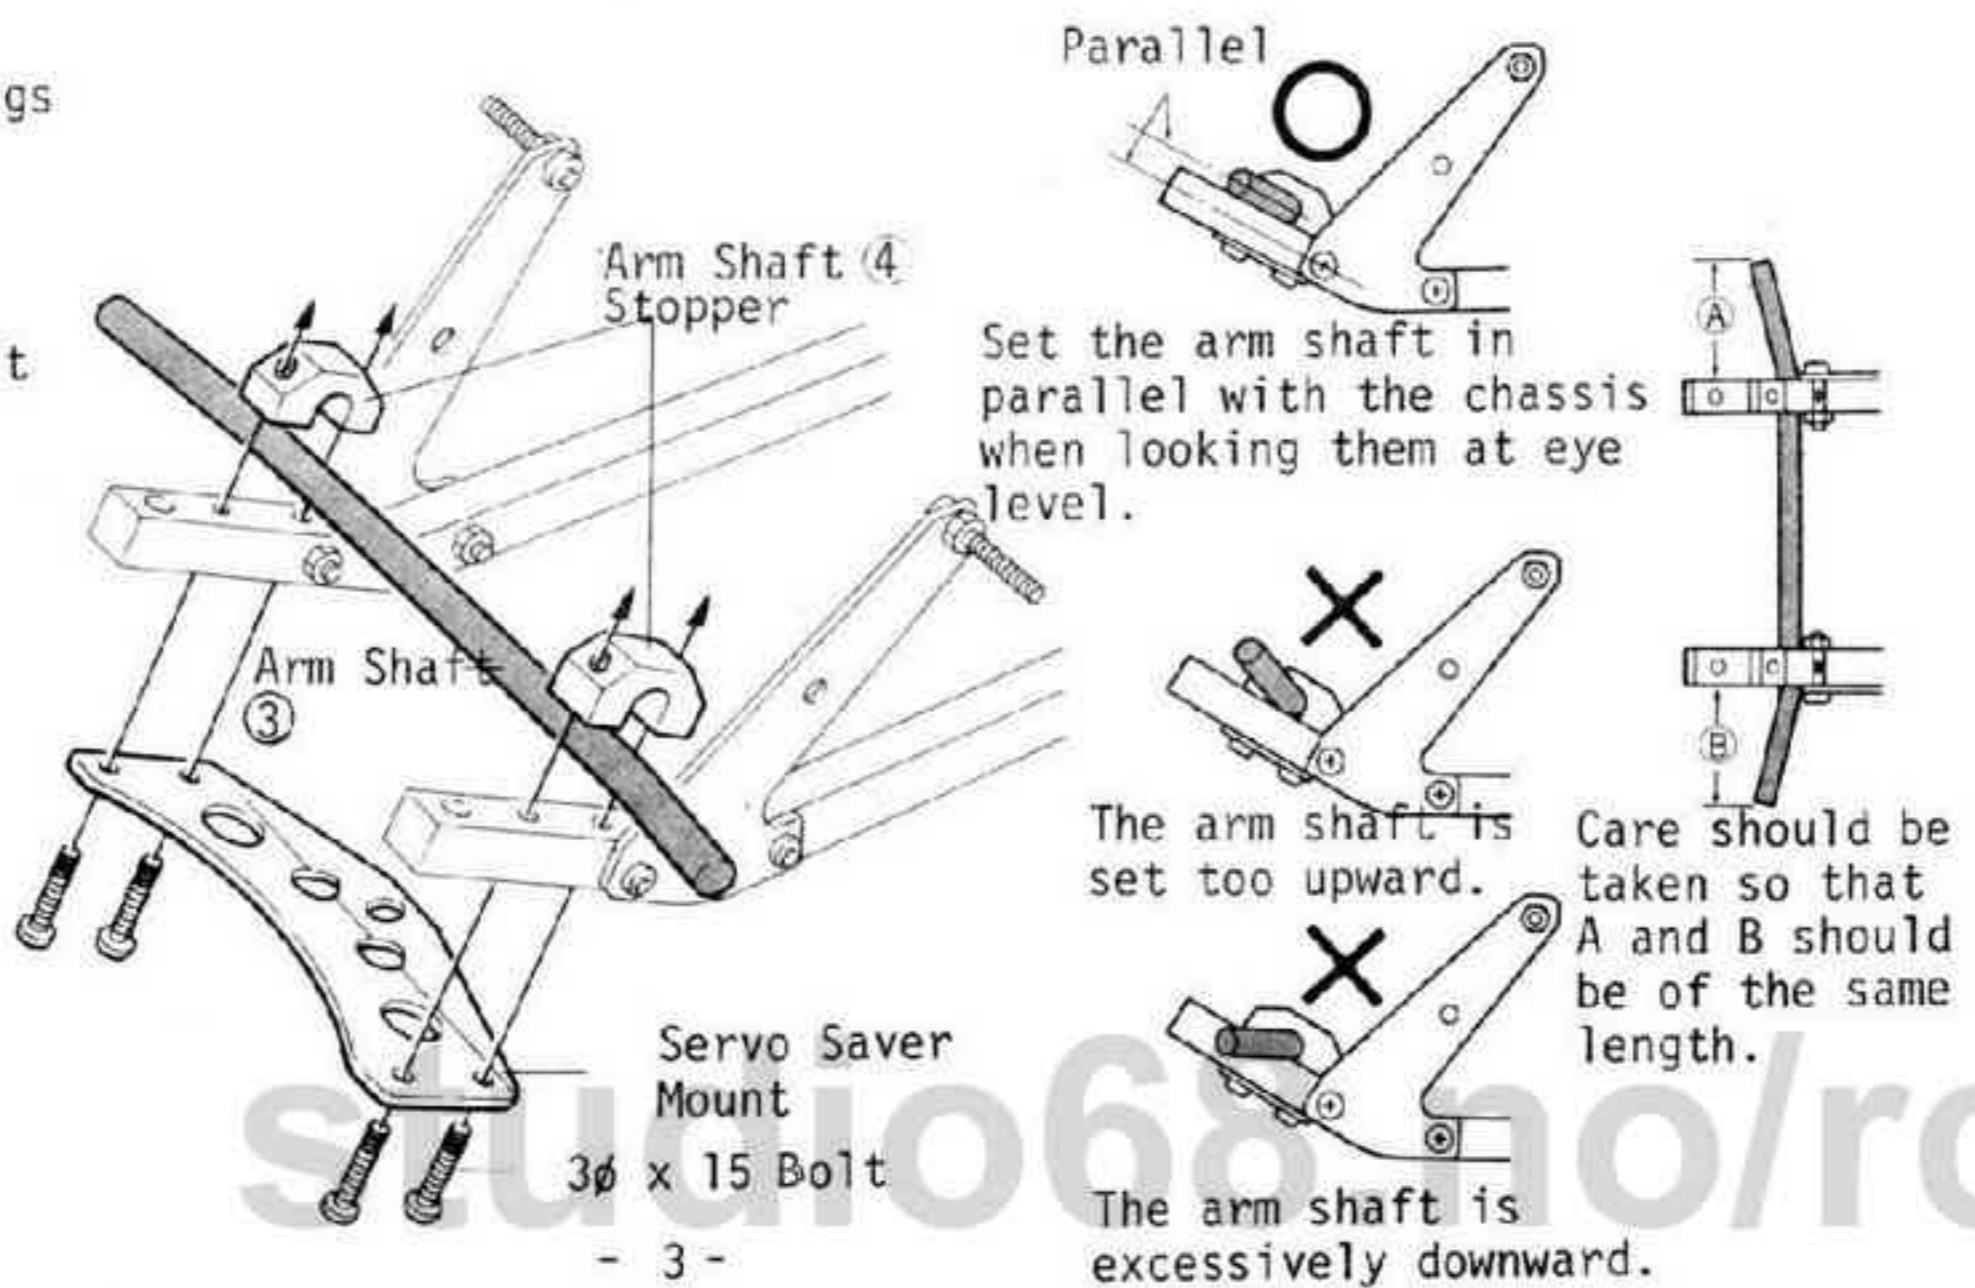 gs
t
Arm Shaft ④
Stopper
Arm Shaft
③
Servo Saver
Mount
3ø x 15 Bolt
- 3 -
Parallel
Set the arm shaft in
parallel with the chassis
when looking them at eye
level.
The arm shaft is
set too upward.
The arm shaft is
excessively downward.
A
B
Care should be
taken so that
A and B should
be of the same
length.
studio68 no/ro